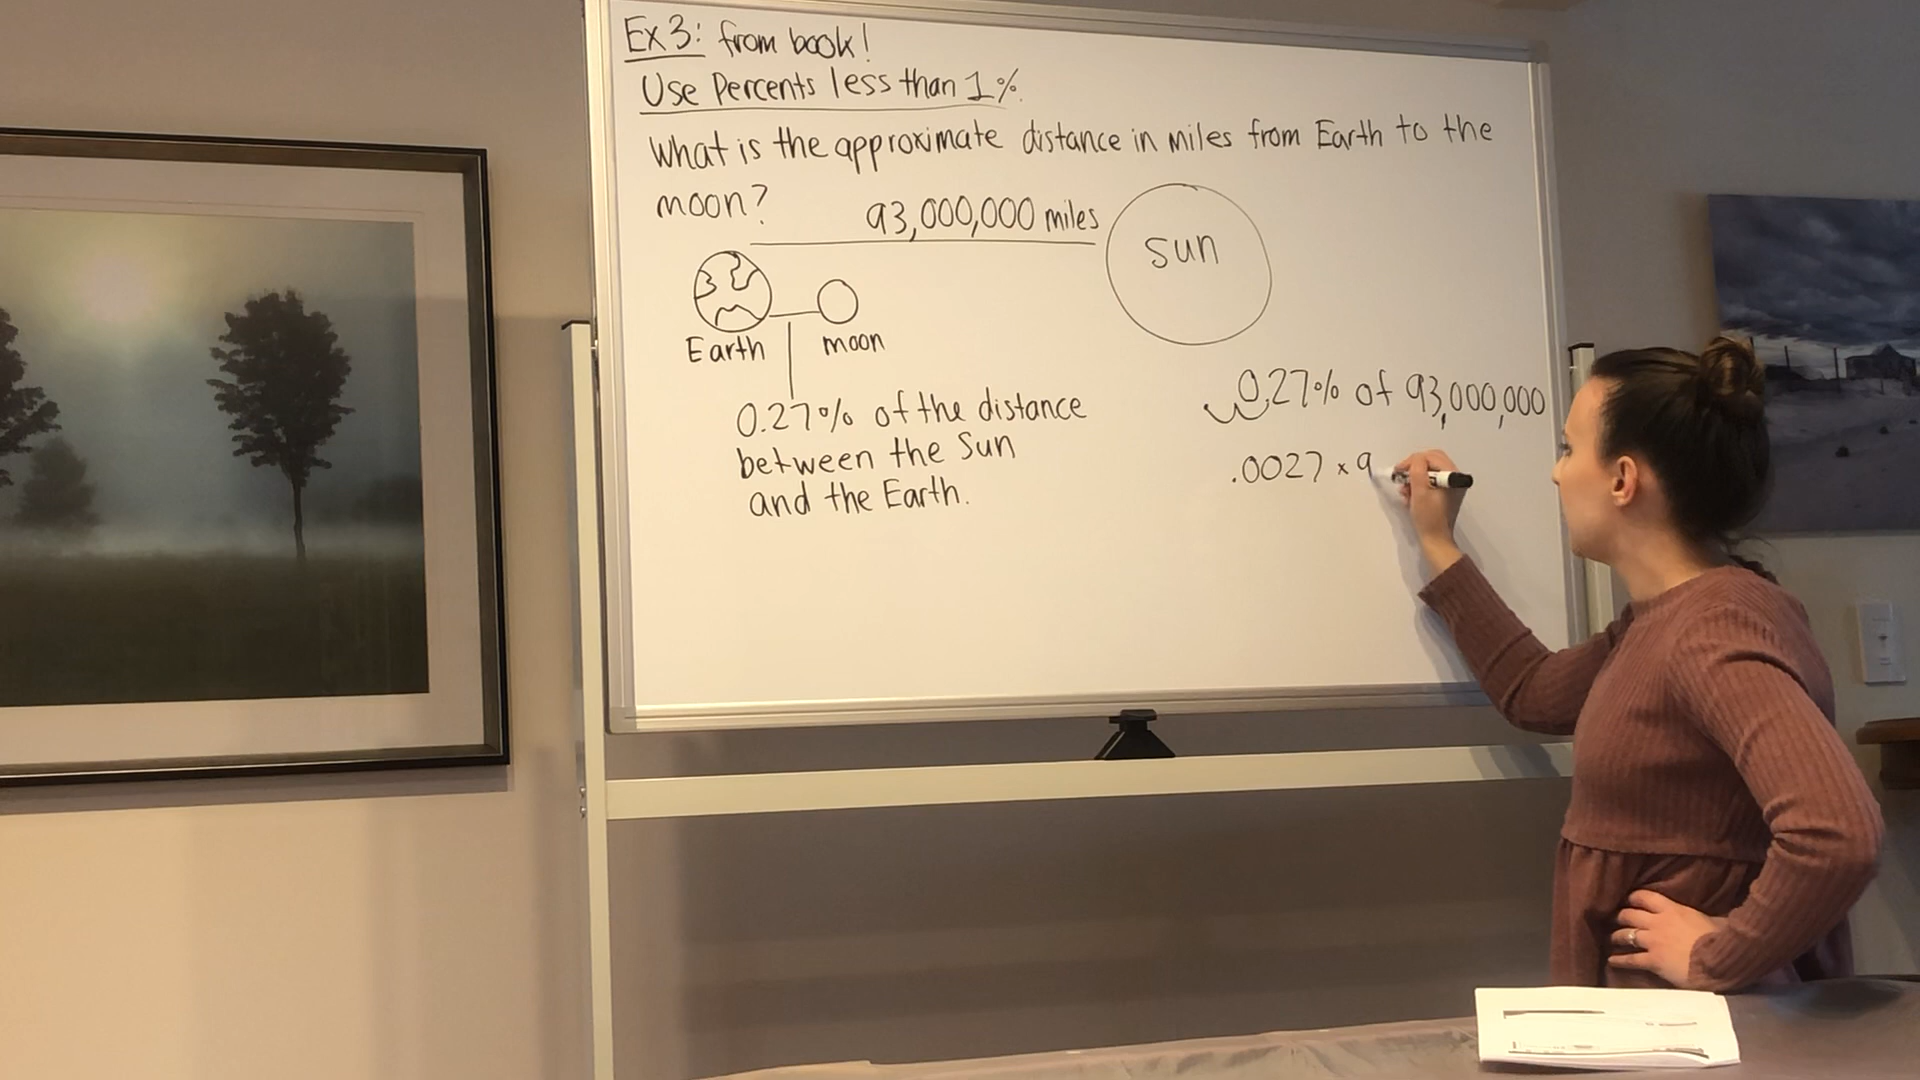 Ex 3: from book!
Use Percents less than 1%.
What is the approximate distance in miles from Earth to the
moon?
93,000,000 miles
sun
Earth
moon
0.27% of the distance
between the Sun
and the Earth.
0.27% of 93,000,000
.0027 × 9